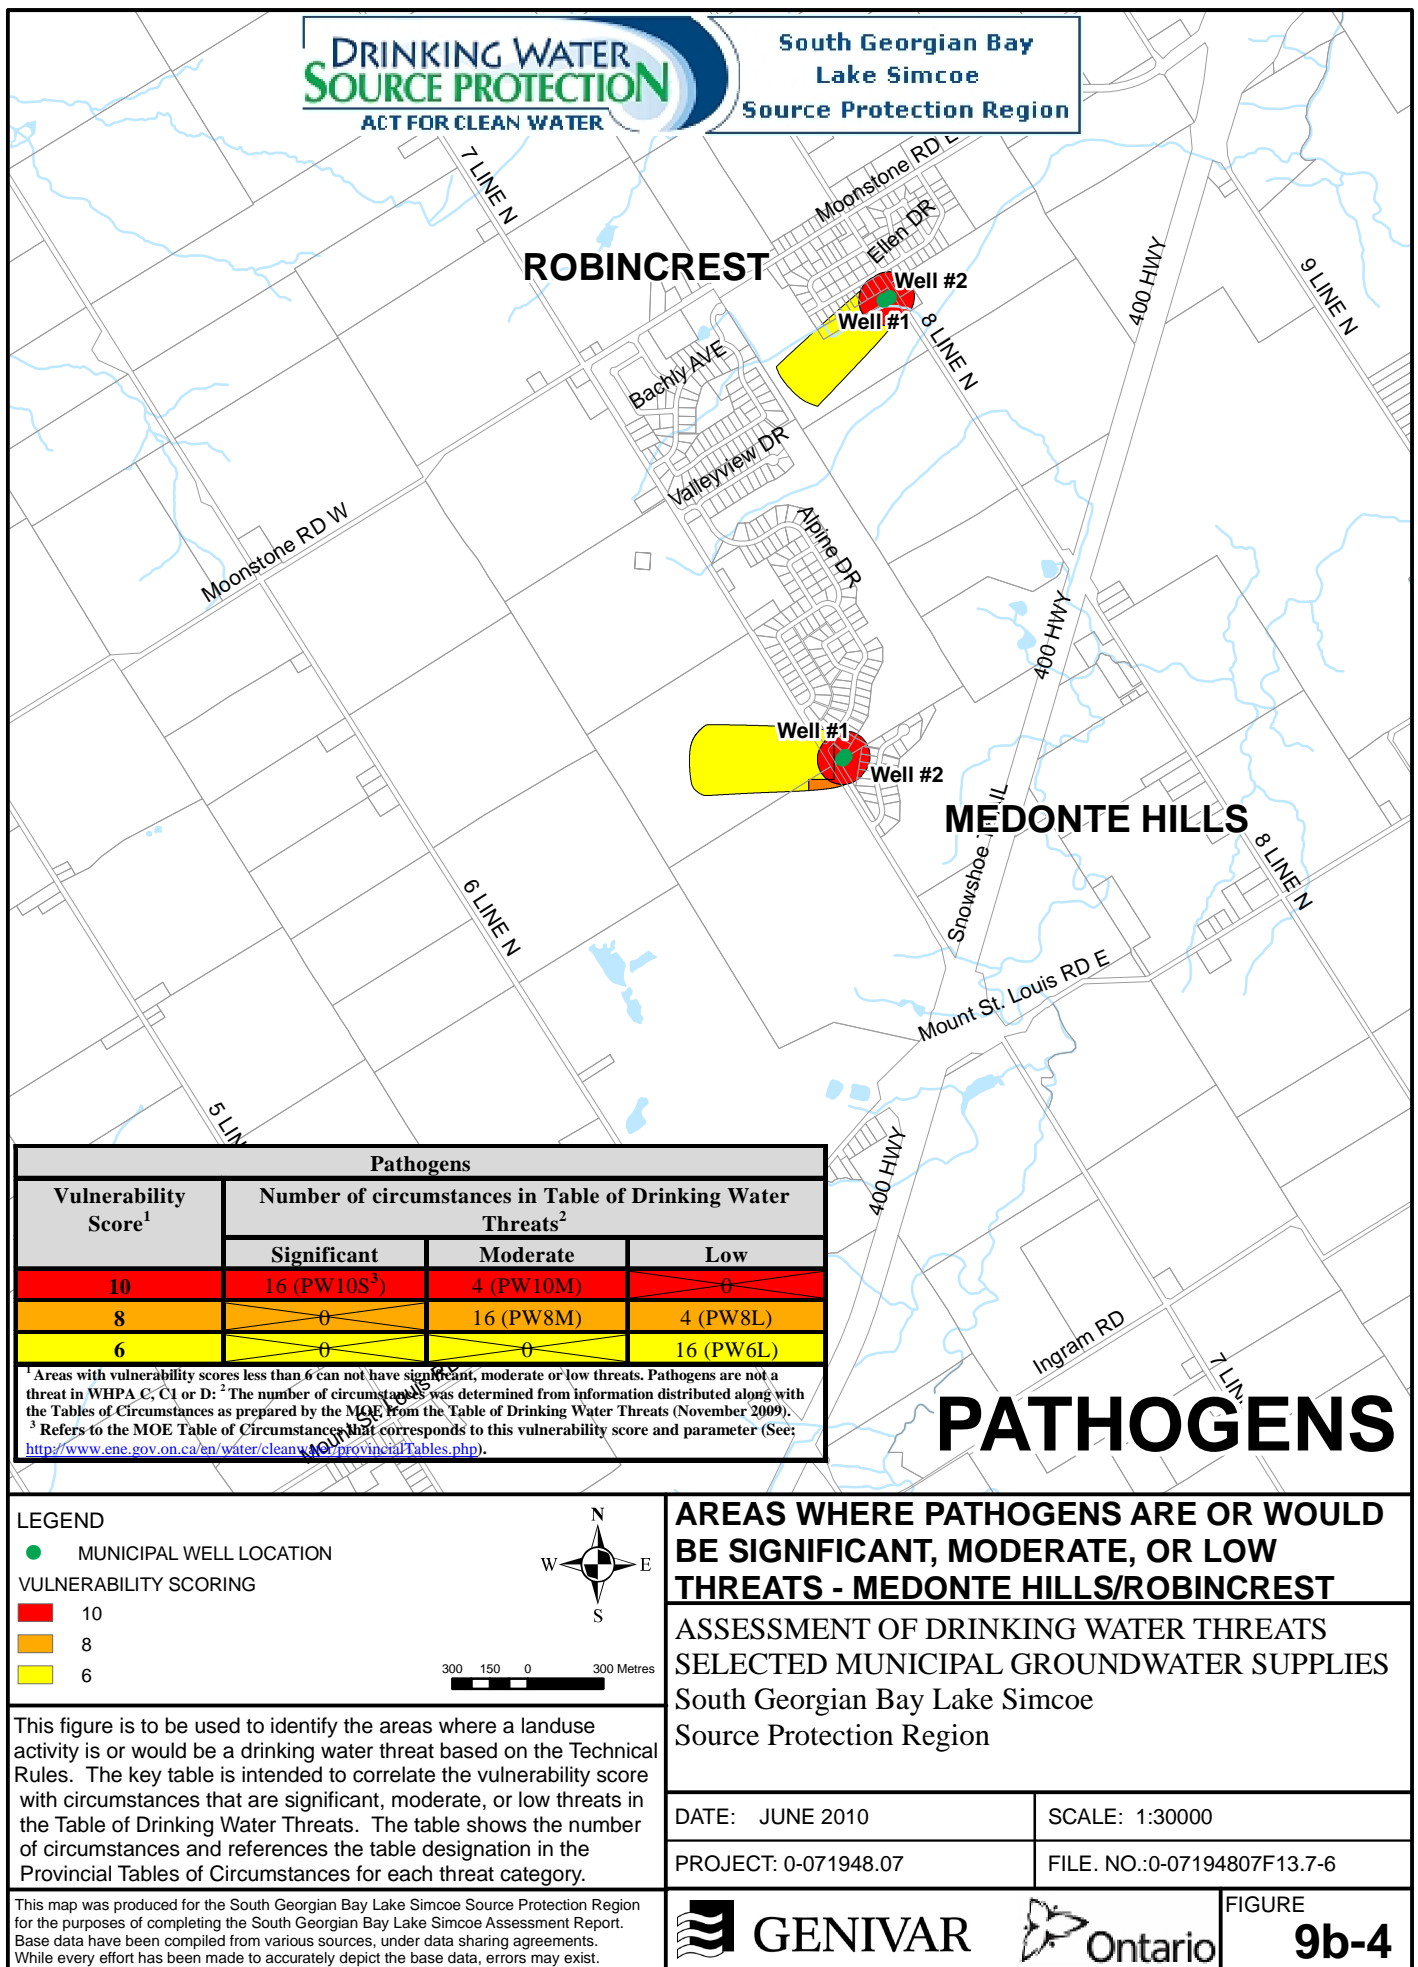 DRINKING WATER
SOURCE PROTECTION
ACT FOR CLEAN WATER
South Georgian Bay
Lake Simcoe
Source Protection Region
7 LINE N
Moonstone RD E
Ellen DR
ROBINCREST
Well #2
Well #1
8 LINE N
400 HWY
9 LINE N
Bachly AVE
Valleyview DR
Alpine DR
Moonstone RD W
400 HWY
Well #1
Well #2
MEDONTE HILLS
Snowshoe
8 LINE N
6 LINE N
Mount St. Louis RD E
5 LIN
400 HWY
Ingram RD
7 LIN
Mount St. Louis RD
PATHOGENS
Pathogens
Vulnerability Score1
Number of circumstances in Table of Drinking Water
Threats2
Significant Moderate Low
10 16 (PW10S3) 4 (PW10M) 0
8 0 16 (PW8M) 4 (PW8L)
6 0 0 16 (PW6L)
1 Areas with vulnerability scores less than 6 can not have significant, moderate or low threats. Pathogens are not a
threat in WHPA C, C1 or D: 2 The number of circumstances was determined from information distributed along with
the Tables of Circumstances as prepared by the MOE from the Table of Drinking Water Threats (November 2009).
3 Refers to the MOE Table of Circumstances that corresponds to this vulnerability score and parameter (See:
http://www.ene.gov.on.ca/en/water/cleanwater/provincialTables.php).
LEGEND
MUNICIPAL WELL LOCATION
VULNERABILITY SCORING
10
8
6
N
W E
S
300 150 0 300 Metres
This figure is to be used to identify the areas where a landuse
activity is or would be a drinking water threat based on the Technical
Rules. The key table is intended to correlate the vulnerability score
with circumstances that are significant, moderate, or low threats in
the Table of Drinking Water Threats. The table shows the number
of circumstances and references the table designation in the
Provincial Tables of Circumstances for each threat category.
This map was produced for the South Georgian Bay Lake Simcoe Source Protection Region
for the purposes of completing the South Georgian Bay Lake Simcoe Assessment Report.
Base data have been compiled from various sources, under data sharing agreements.
While every effort has been made to accurately depict the base data, errors may exist.
AREAS WHERE PATHOGENS ARE OR WOULD
BE SIGNIFICANT, MODERATE, OR LOW
THREATS - MEDONTE HILLS/ROBINCREST
ASSESSMENT OF DRINKING WATER THREATS
SELECTED MUNICIPAL GROUNDWATER SUPPLIES
South Georgian Bay Lake Simcoe
Source Protection Region
DATE: JUNE 2010
SCALE: 1:30000
PROJECT: 0-071948.07
FILE. NO.:0-07194807F13.7-6
GENIVAR
Ontario
FIGURE
9b-4